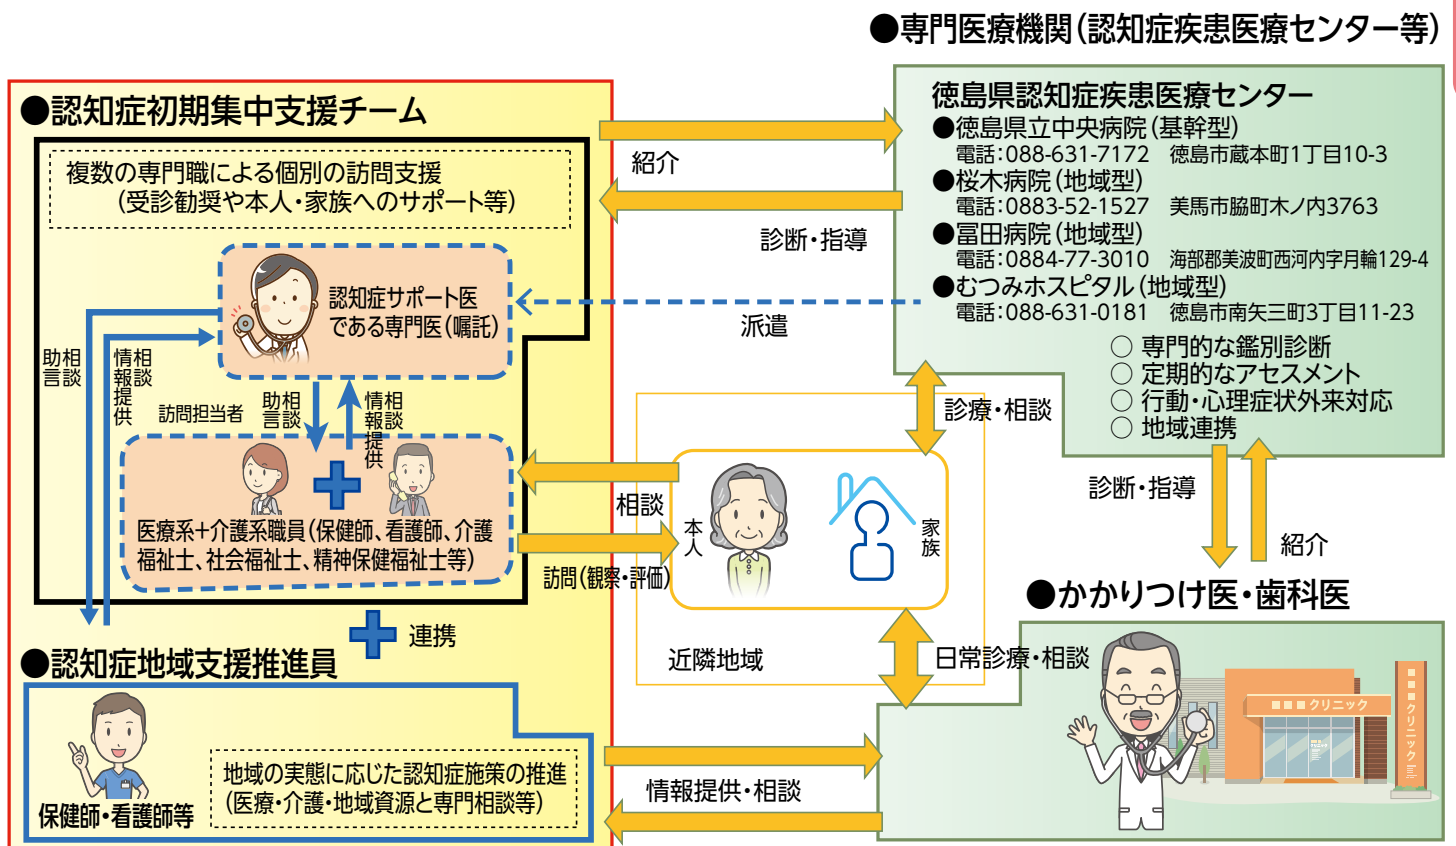 ●専門医療機関(認知症疾患医療センター等)
●認知症初期集中支援チーム
複数の専門職による個別の訪問支援
(受診勧奨や本人・家族へのサポート等)
認知症サポート医
である専門医(嘱託)
相談
助言
相談
情報提供
訪問担当者
相談
助言
相談
情報提供
医療系+介護系職員(保健師、看護師、介護
福祉士、社会福祉士、精神保健福祉士等)
連携
●認知症地域支援推進員
保健師・看護師等
地域の実態に応じた認知症施策の推進
(医療・介護・地域資源と専門相談等)
紹介
診断・指導
派遣
診療・相談
相談
訪問(観察・評価)
本人
家族
近隣地域
日常診療・相談
情報提供・相談
徳島県認知症疾患医療センター
●徳島県立中央病院(基幹型)
電話:088-631-7172 徳島市蔵本町1丁目10-3
●桜木病院(地域型)
電話:0883-52-1527 美馬市脇町木ノ内3763
●冨田病院(地域型)
電話:0884-77-3010 海部郡美波町西河内字月輪129-4
●むつみホスピタル(地域型)
電話:088-631-0181 徳島市南矢三町3丁目11-23
○ 専門的な鑑別診断
○ 定期的なアセスメント
○ 行動・心理症状外来対応
○ 地域連携
診断・指導
紹介
●かかりつけ医・歯科医
■■■クリニック
■■■クリニック